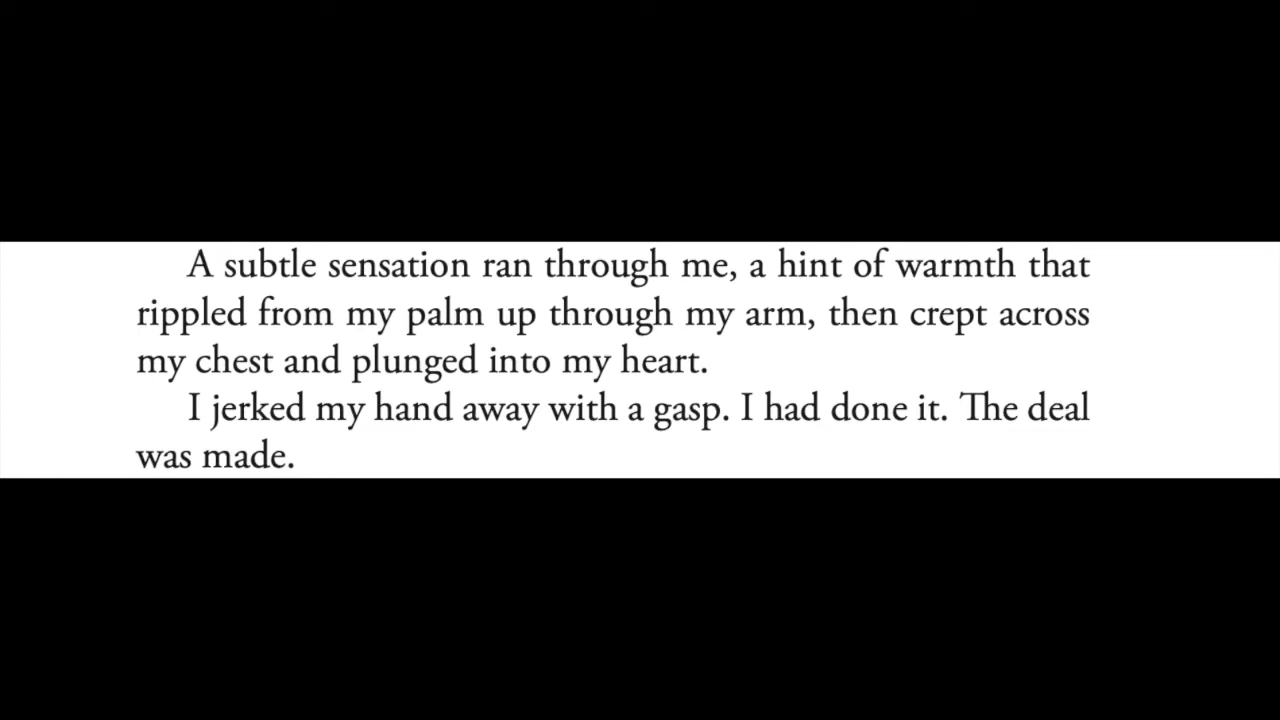 A subtle sensation ran through me, a hint of warmth that
rippled from my palm up through my arm, then crept across
my chest and plunged into my heart.
I jerked my hand away with a gasp. I had done it. The deal
was made.